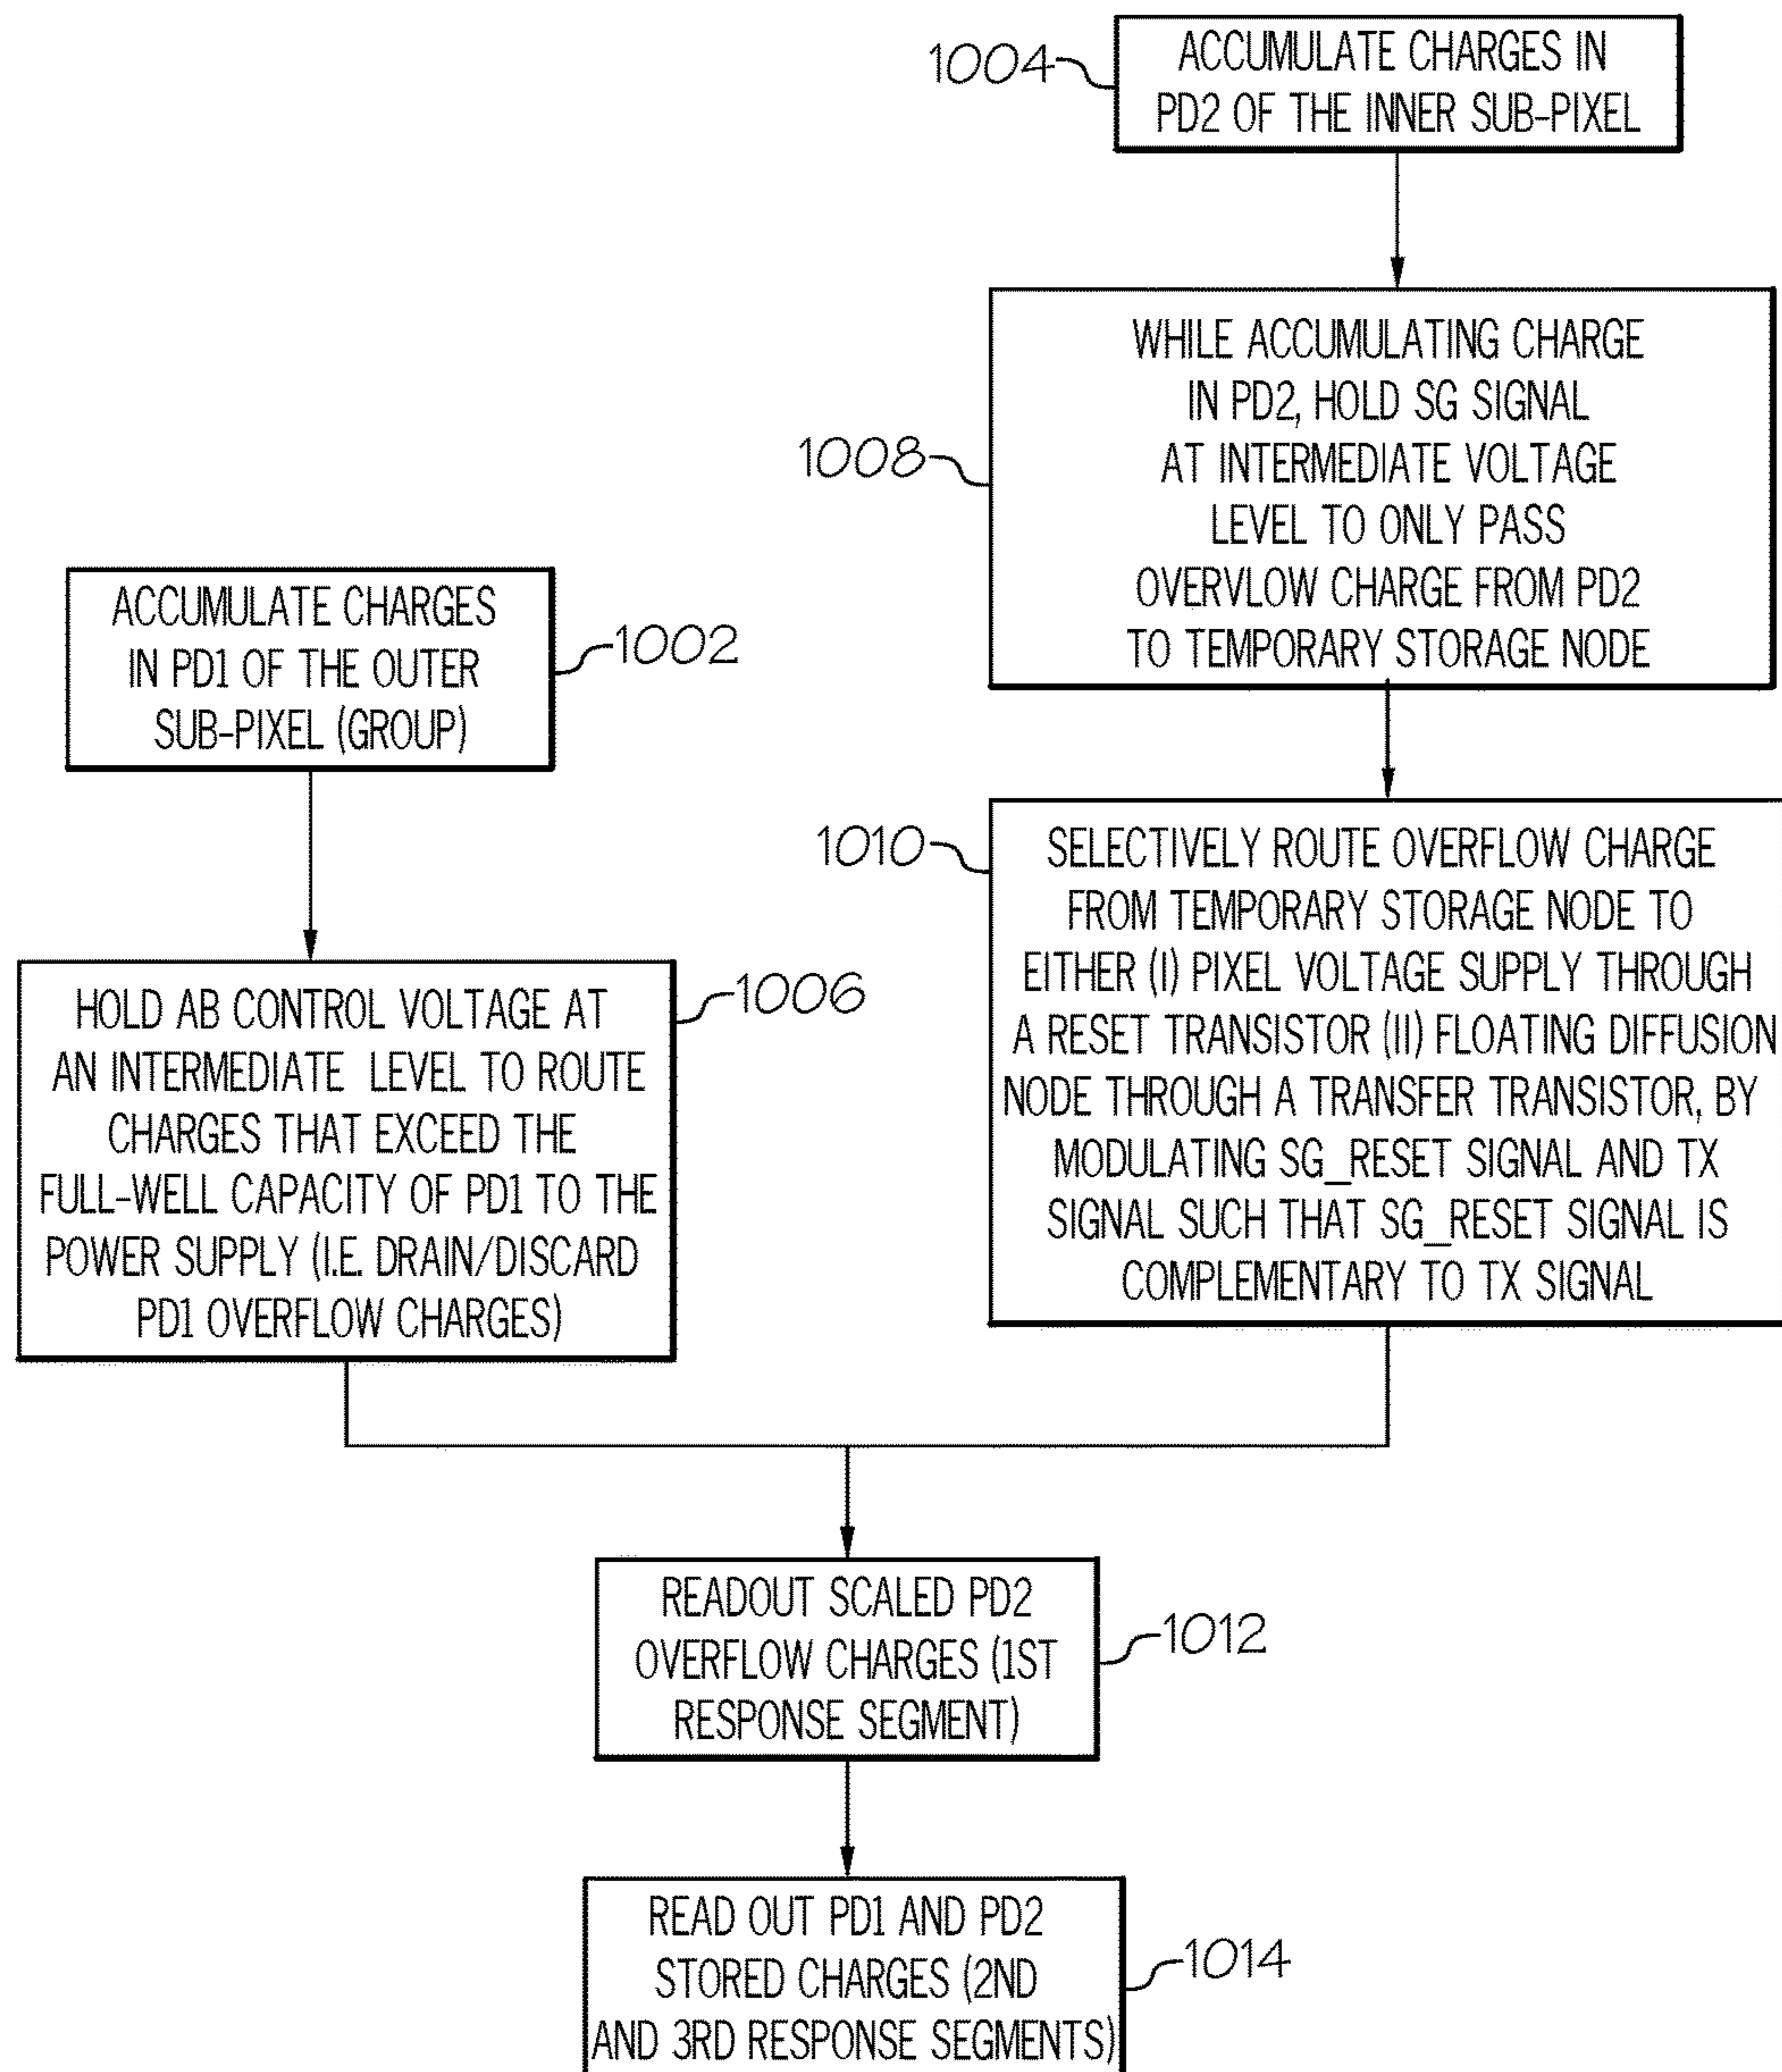 1004
ACCUMULATE CHARGES IN
PD2 OF THE INNER SUB-PIXEL
1008
WHILE ACCUMULATING CHARGE
IN PD2, HOLD SG SIGNAL
AT INTERMEDIATE VOLTAGE
LEVEL TO ONLY PASS
OVERVLOW CHARGE FROM PD2
TO TEMPORARY STORAGE NODE
ACCUMULATE CHARGES
IN PD1 OF THE OUTER
SUB-PIXEL (GROUP)
1002
1010
SELECTIVELY ROUTE OVERFLOW CHARGE
FROM TEMPORARY STORAGE NODE TO
EITHER (I) PIXEL VOLTAGE SUPPLY THROUGH
A RESET TRANSISTOR (II) FLOATING DIFFUSION
NODE THROUGH A TRANSFER TRANSISTOR, BY
MODULATING SG_RESET SIGNAL AND TX
SIGNAL SUCH THAT SG_RESET SIGNAL IS
COMPLEMENTARY TO TX SIGNAL
HOLD AB CONTROL VOLTAGE AT
AN INTERMEDIATE LEVEL TO ROUTE
CHARGES THAT EXCEED THE
FULL-WELL CAPACITY OF PD1 TO THE
POWER SUPPLY (I.E. DRAIN/DISCARD
PD1 OVERFLOW CHARGES)
1006
READOUT SCALED PD2
OVERFLOW CHARGES (1ST
RESPONSE SEGMENT)
1012
READ OUT PD1 AND PD2
STORED CHARGES (2ND
AND 3RD RESPONSE SEGMENTS)
1014